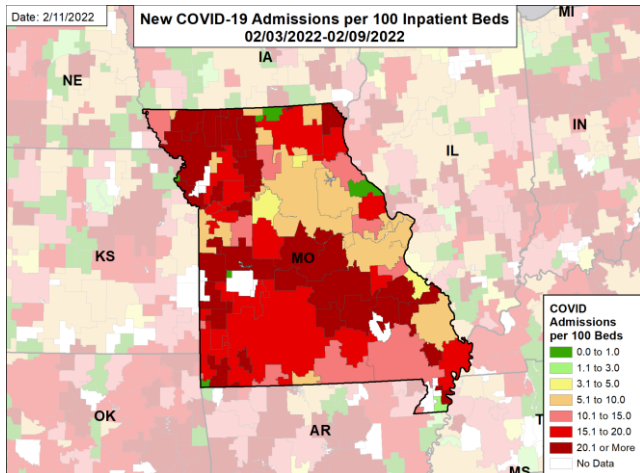 Date: 2/11/2022
New COVID-19 Admissions per 100 Inpatient Beds
02/03/2022-02/09/2022
MI
IA
NE
IN
IL
KS
MO
OK
AR
T
MS
COVID
Admissions
per 100 Beds
0.0 to 1.0
1.1 to 3.0
3.1 to 5.0
5.1 to 10.0
10.1 to 15.0
15.1 to 20.0
20.1 or More
No Data